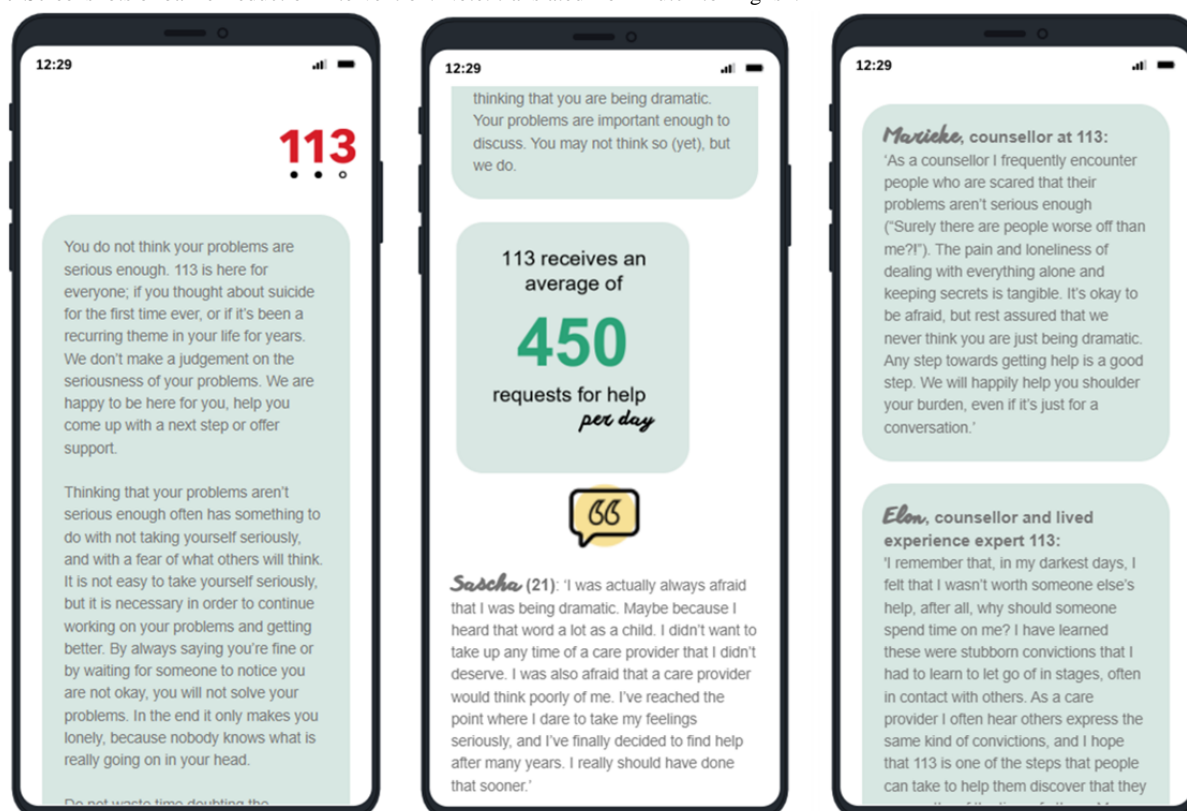 12:29
113
You do not think your problems are
serious enough. 113 is here for
everyone; if you thought about suicide
for the first time ever, or if it's been a
recurring theme in your life for years.
We don't make a judgement on the
seriousness of your problems. We are
happy to be here for you, help you
come up with a next step or offer
support.
Thinking that your problems aren't
serious enough often has something to
do with not taking yourself seriously,
and with a fear of what others will think.
It is not easy to take yourself seriously,
but it is necessary in order to continue
working on your problems and getting
better. By always saying you're fine or
by waiting for someone to notice you
are not okay, you will not solve your
problems. In the end it only makes you
lonely, because nobody knows what is
really going on in your head.
Do not waste time doubting the
12:29
thinking that you are being dramatic.
Your problems are important enough to
discuss. You may not think so (yet), but
we do.
113 receives an
average of
450
requests for help
per day
Sascha (21): 'I was actually always afraid
that I was being dramatic. Maybe because I
heard that word a lot as a child. I didn't want to
take up any time of a care provider that I didn't
deserve. I was also afraid that a care provider
would think poorly of me. I've reached the
point where I dare to take my feelings
seriously, and I've finally decided to find help
after many years. I really should have done
that sooner.'
12:29
Marieke, counsellor at 113:
'As a counsellor I frequently encounter
people who are scared that their
problems aren't serious enough
("Surely there are people worse off than
me?!"). The pain and loneliness of
dealing with everything alone and
keeping secrets is tangible. It's okay to
be afraid, but rest assured that we
never think you are just being dramatic.
Any step towards getting help is a good
step. We will happily help you shoulder
your burden, even if it's just for a
conversation.'
Elon, counsellor and lived
experience expert 113:
'I remember that, in my darkest days, I
felt that I wasn't worth someone else's
help, after all, why should someone
spend time on me? I have learned
these were stubborn convictions that I
had to learn to let go of in stages, often
in contact with others. As a care
provider I often hear others express the
same kind of convictions, and I hope
that 113 is one of the steps that people
can take to help them discover that they